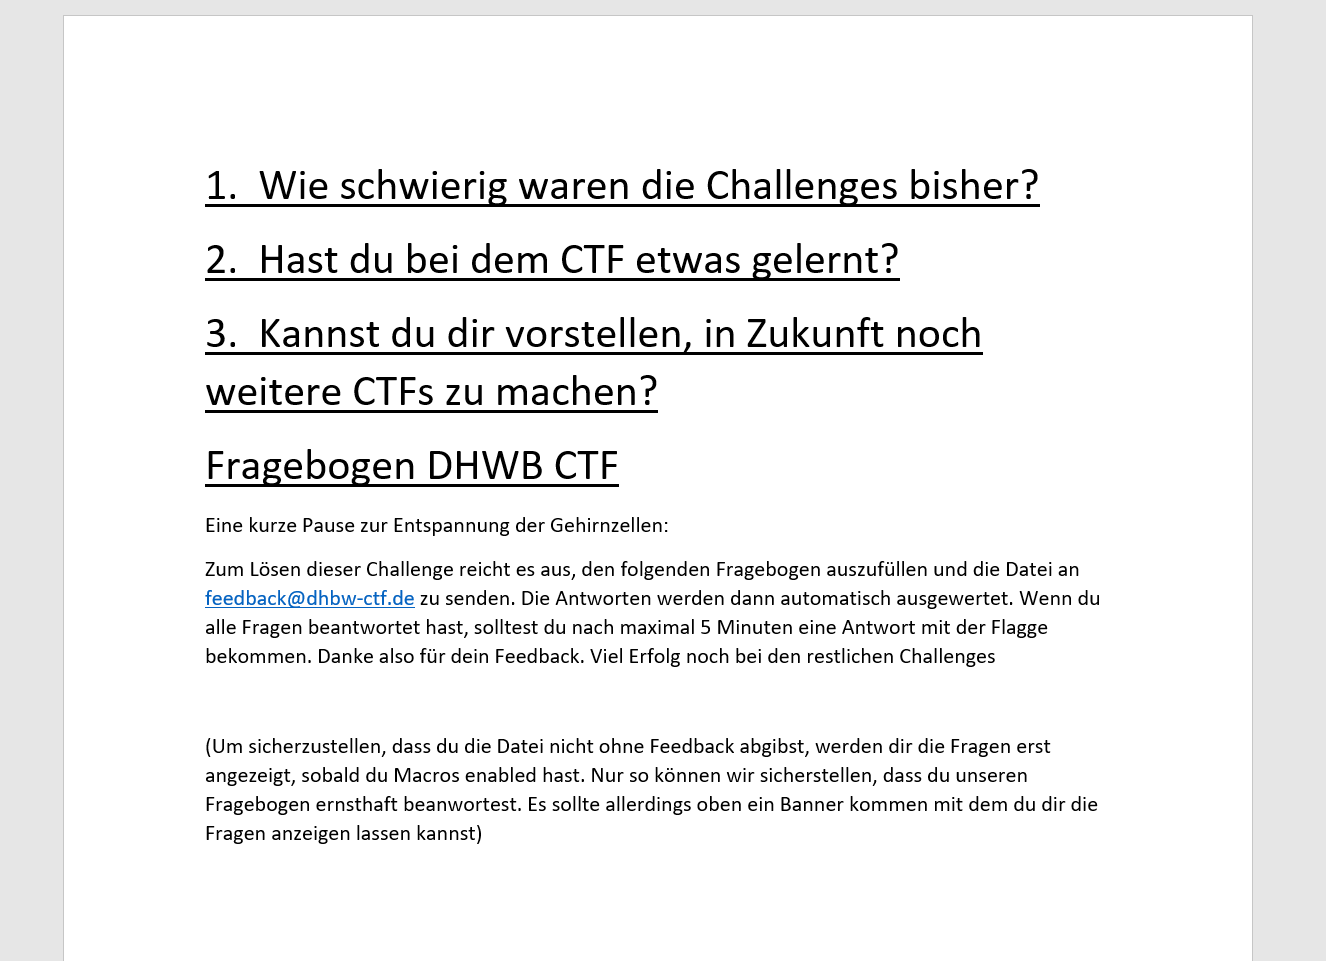 1. Wie schwierig waren die Challenges bisher?
2. Hast du bei dem CTF etwas gelernt?
3. Kannst du dir vorstellen, in Zukunft noch
weitere CTFs zu machen?
Fragebogen DHWB CTF
Eine kurze Pause zur Entspannung der Gehirnzellen:
Zum Lösen dieser Challenge reicht es aus, den folgenden Fragebogen auszufüllen und die Datei an
feedback@dhbw-ctf.de zu senden. Die Antworten werden dann automatisch ausgewertet. Wenn du
alle Fragen beantwortet hast, solltest du nach maximal 5 Minuten eine Antwort mit der Flagge
bekommen. Danke also für dein Feedback. Viel Erfolg noch bei den restlichen Challenges
(Um sicherzustellen, dass du die Datei nicht ohne Feedback abgibst, werden dir die Fragen erst
angezeigt, sobald du Macros enabled hast. Nur so können wir sicherstellen, dass du unseren
Fragebogen ernsthaft beanwortest. Es sollte allerdings oben ein Banner kommen mit dem du dir die
Fragen anzeigen lassen kannst)